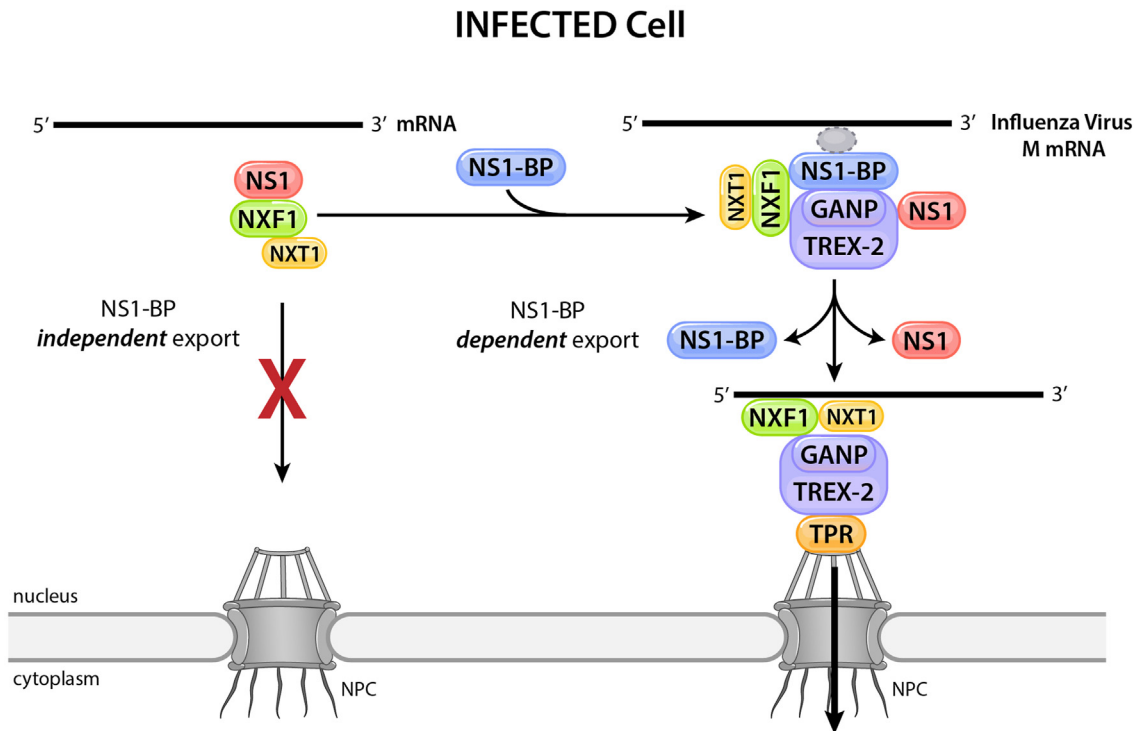 INFECTED Cell
5’ 3’ mRNA
NS1
NXF1
NXT1
NS1-BP
5’ 3’ Influenza Virus
M mRNA
NXT1
NXF1
NS1-BP
GANP
TREX-2
NS1
NS1-BP
independent export
NS1-BP
dependent export
NS1-BP
NS1
5’ 3’
NXF1
NXT1
GANP
TREX-2
TPR
nucleus
cytoplasm
NPC
NPC